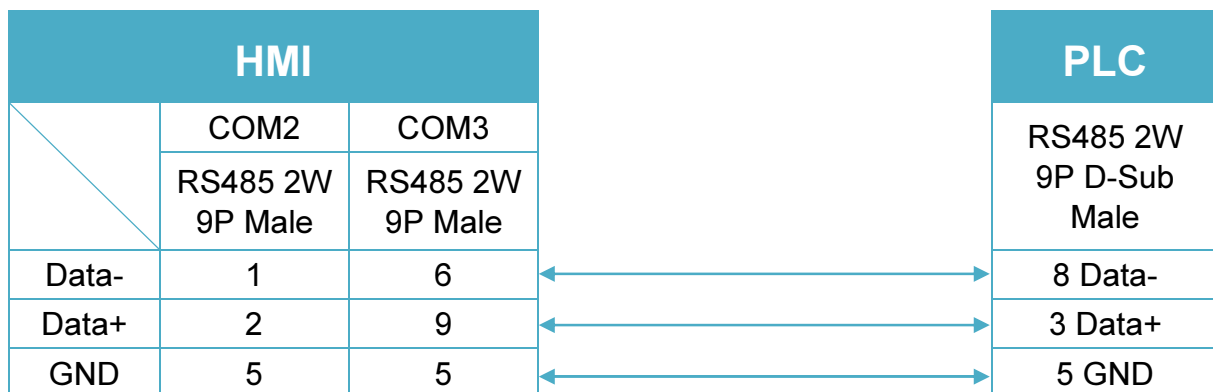 HMI
PLC
COM2
COM3
RS485 2W
9P Male
RS485 2W
9P Male
RS485 2W
9P D-Sub
Male
Data-
1
6
8 Data-
Data+
2
9
3 Data+
GND
5
5
5 GND